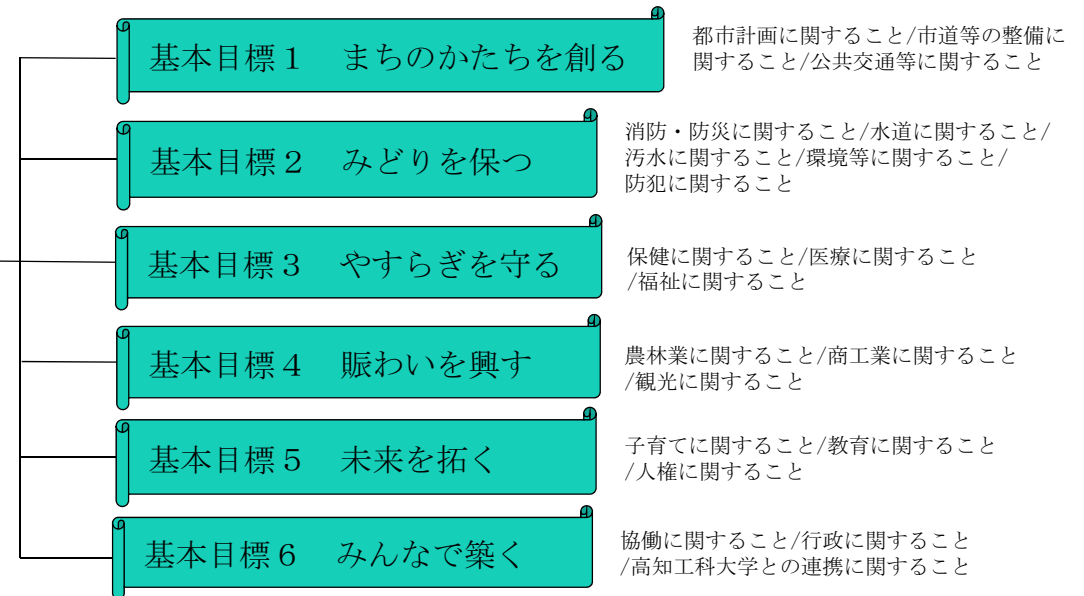 基本目標１　まちのかたちを創る
都市計画に関すること/市道等の整備に
関すること/公共交通等に関すること
基本目標２　みどりを保つ
消防・防災に関すること/水道に関すること/
汚水に関すること/環境等に関すること/
防犯に関すること
基本目標３　やすらぎを守る
保健に関すること/医療に関すること
/福祉に関すること
基本目標４　賑わいを興す
農林業に関すること/商工業に関すること
/観光に関すること
基本目標５　未来を拓く
子育てに関すること/教育に関すること
/人権に関すること
基本目標６　みんなで築く
協働に関すること/行政に関すること
/高知工科大学との連携に関すること